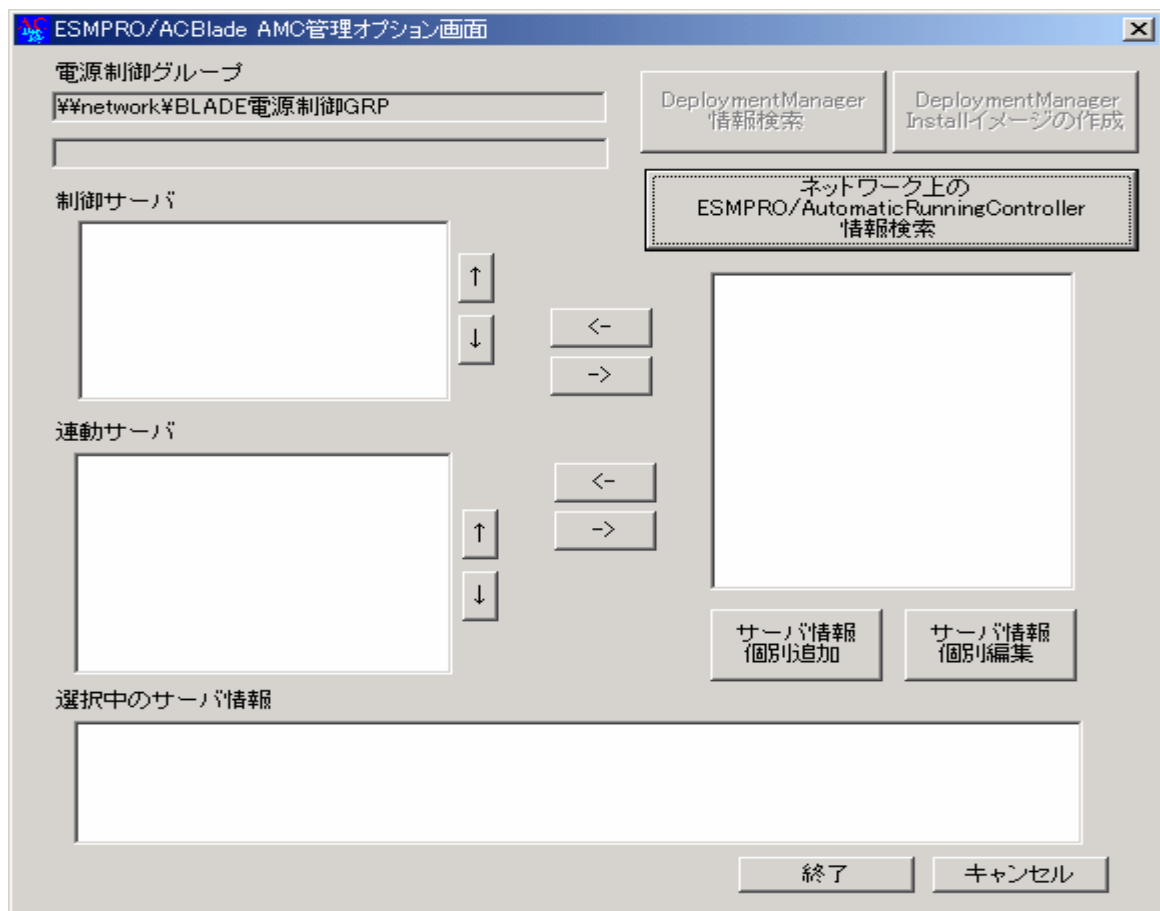 ESMPRO/ACBlade AMC管理オプション画面
電源制御グループ
¥¥network¥BLADE電源制御GRP
DeploymentManager
情報検索
DeploymentManager
Installイメージの作成
ネットワーク上の
ESMPRO/AutomaticRunningController
情報検索
制御サーバ
↑
↓
<-
->
連動サーバ
↑
↓
<-
->
サーバ情報
個別追加
サーバ情報
個別編集
選択中のサーバ情報
終了
キャンセル